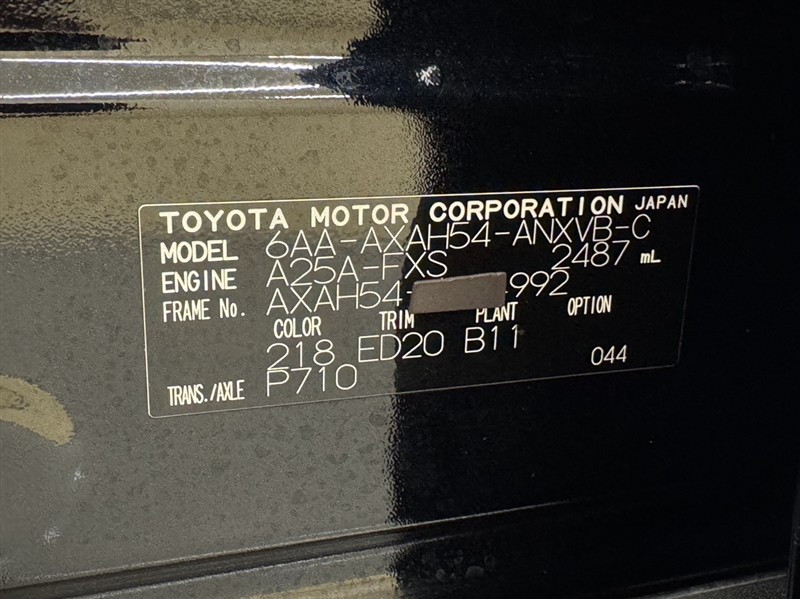 TOYOTA MOTOR CORPORATION JAPAN
MODEL 6AA-AXAH54-ANXVB-C
ENGINE A25A-FXS 2487 mL
FRAME No. AXAH54- 992
COLOR TRIM PLANT OPTION
218 ED20 B11 044
TRANS./AXLE P710